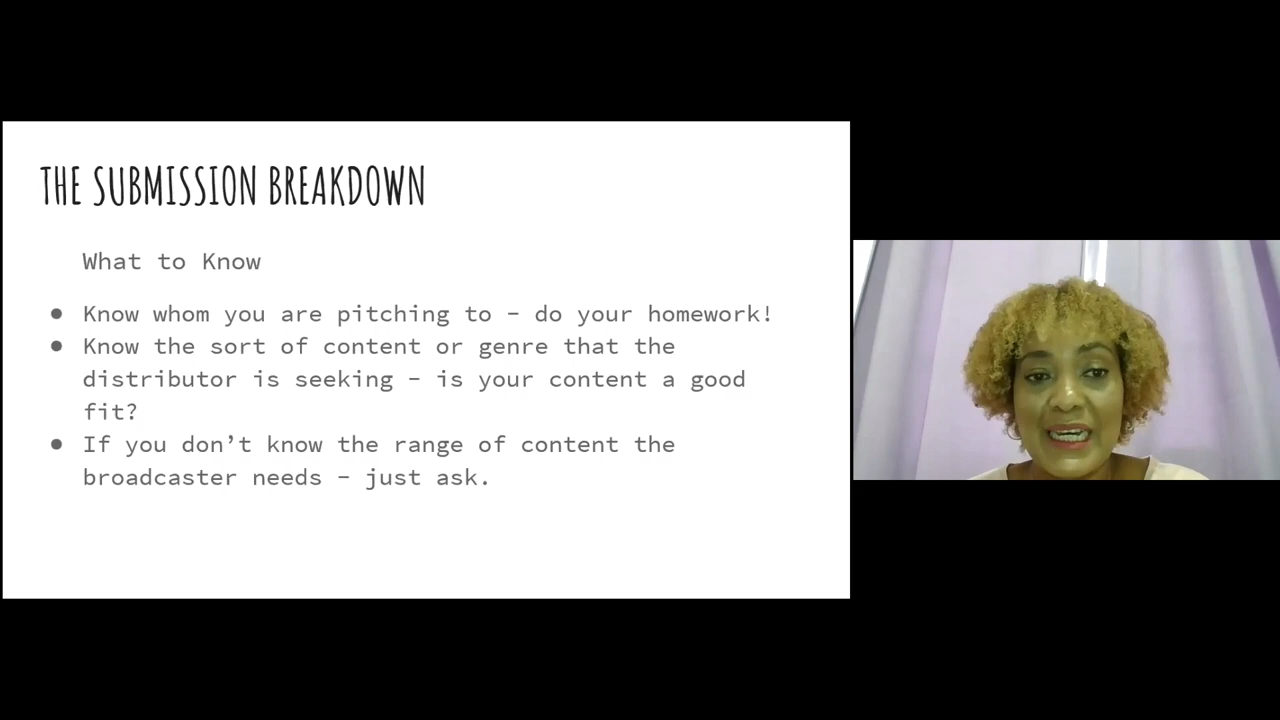 THE SUBMISSION BREAKDOWN
What to Know
● Know whom you are pitching to – do your homework!
● Know the sort of content or genre that the
distributor is seeking – is your content a good
fit?
● If you don’t know the range of content the
broadcaster needs – just ask.